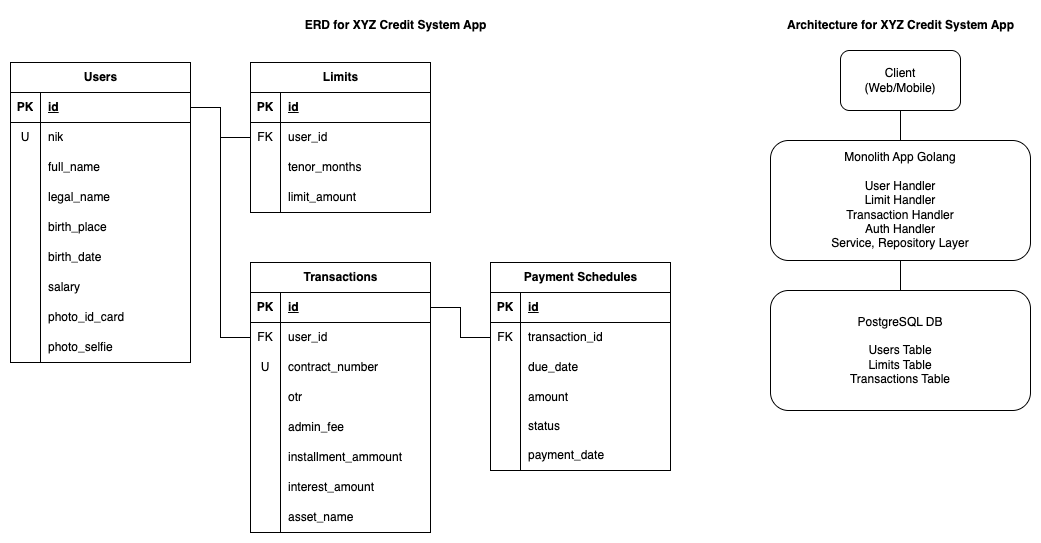 ERD for XYZ Credit System App
Users
PK id
U nik
full_name
legal_name
birth_place
birth_date
salary
photo_id_card
photo_selfie
Limits
PK id
FK user_id
tenor_months
limit_amount
Transactions
PK id
FK user_id
U contract_number
otr
admin_fee
installment_ammount
interest_amount
asset_name
Payment Schedules
PK id
FK transaction_id
due_date
amount
status
payment_date
Architecture for XYZ Credit System App
Client
(Web/Mobile)
Monolith App Golang
User Handler
Limit Handler
Transaction Handler
Auth Handler
Service, Repository Layer
PostgreSQL DB
Users Table
Limits Table
Transactions Table